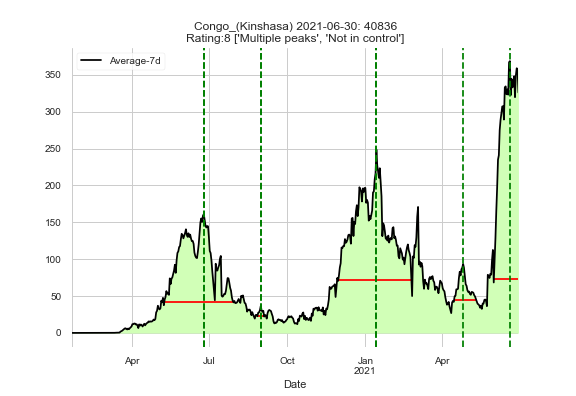 Congo_(Kinshasa) 2021-06-30: 40836
Rating:8 ['Multiple peaks', 'Not in control']
Average-7d
350
300
250
200
150
100
50
0
Apr
Jul
Oct
Jan
2021
Apr
Date